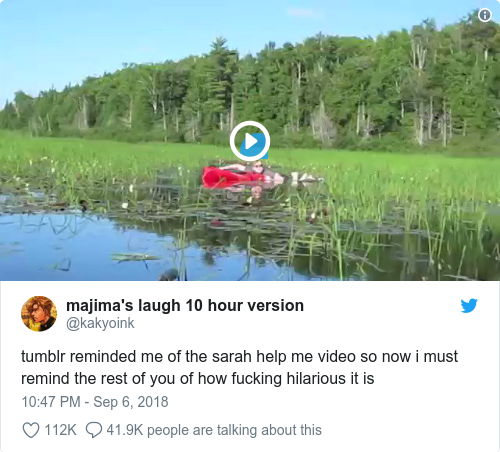 majima's laugh 10 hour version
@kakyoink
tumblr reminded me of the sarah help me video so now i must
remind the rest of you of how fucking hilarious it is
10:47 PM - Sep 6, 2018
112K 41.9K people are talking about this